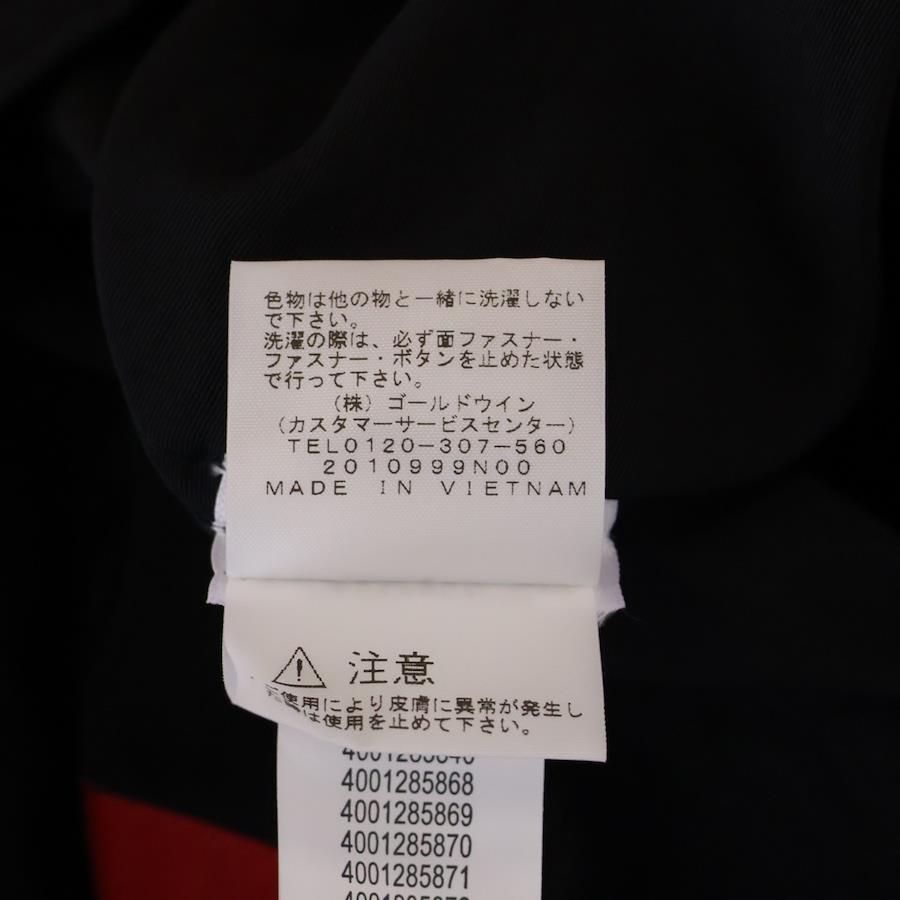 色物は他の物と一緒に洗濯しない
で下さい。
洗濯の際は、必ず面ファスナー・
ファスナー・ボタンを止めた状態
で行って下さい。
(株)ゴールドウイン
(カスタマーサービスセンター)
TEL0120-307-560
2010999N00
MADE IN VIETNAM
注意
使用により皮膚に異常が発生し
は使用を止めて下さい。
4001285868
4001285869
4001285870
4001285871